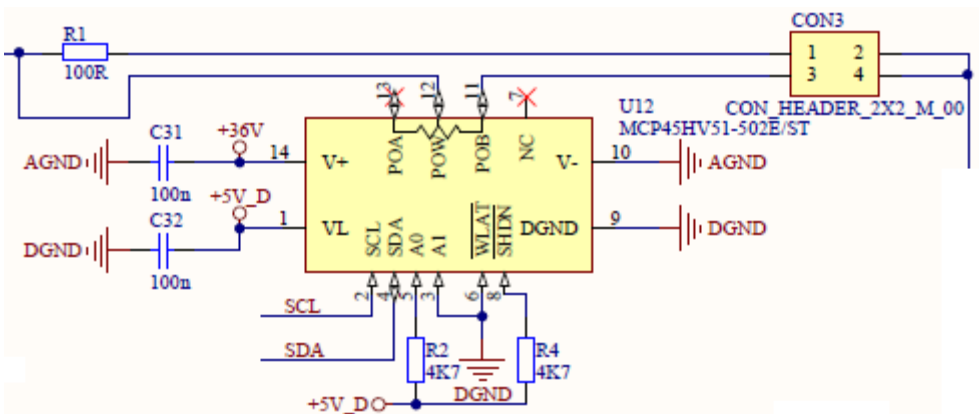 CON3
R1
100R
1 2
3 4
CON_HEADER_2X2_M_00
13
12
11
7
U12
MCP45HV51-502E/ST
C31
+36V
14
V+
POA
POW
POB
NC
V-
10
AGND
AGND
100n
+5V_D
C32
1
VL
SCL
SDA
A0
A1
WLAT
SHDN
DGND
9
DGND
DGND
100n
2
4
5
3
6
8
SCL
SDA
R2
4K7
R4
4K7
DGND
+5V_D